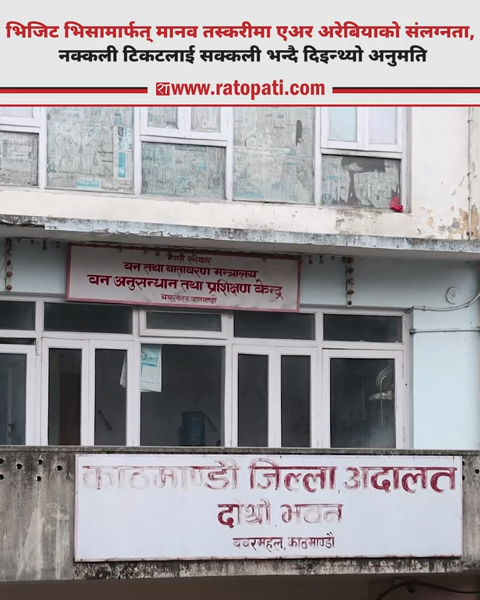 भिजिट भिसामार्फत् मानव तस्करीमा एअर अरेबियाको संलग्नता,
नक्कली टिकटलाई सक्कली भन्दै दिइन्थ्यो अनुमति
www.ratopati.com
नेपाल सरकार
वन तथा वातावरण मन्त्रालय
वन अनुसन्धान तथा प्रशिक्षण केन्द्र
बबरमहल, काठमाण्डौ
काठमाण्डौ जिल्ला अदालत
दोश्रो भवन
बबरमहल, काठमाण्डौ